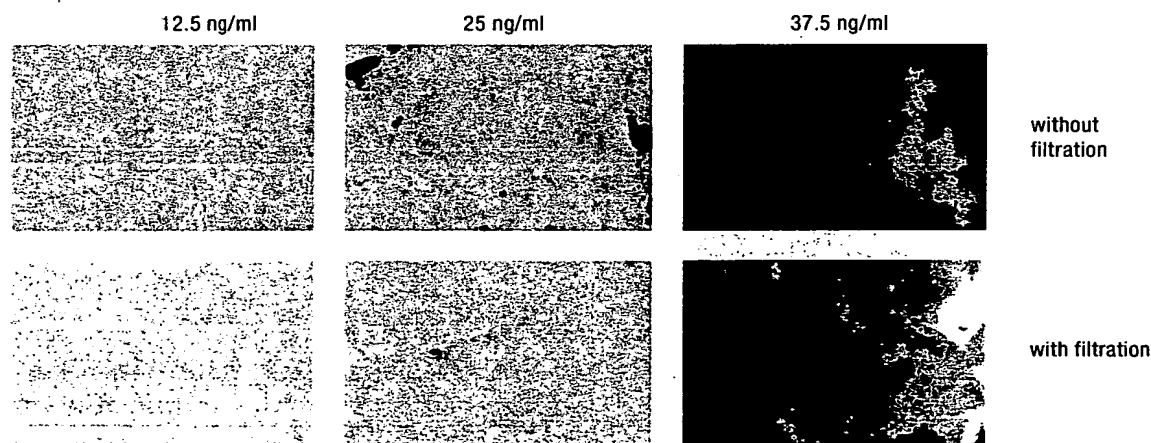 12.5 ng/ml
25 ng/ml
37.5 ng/ml
without
filtration
with filtration